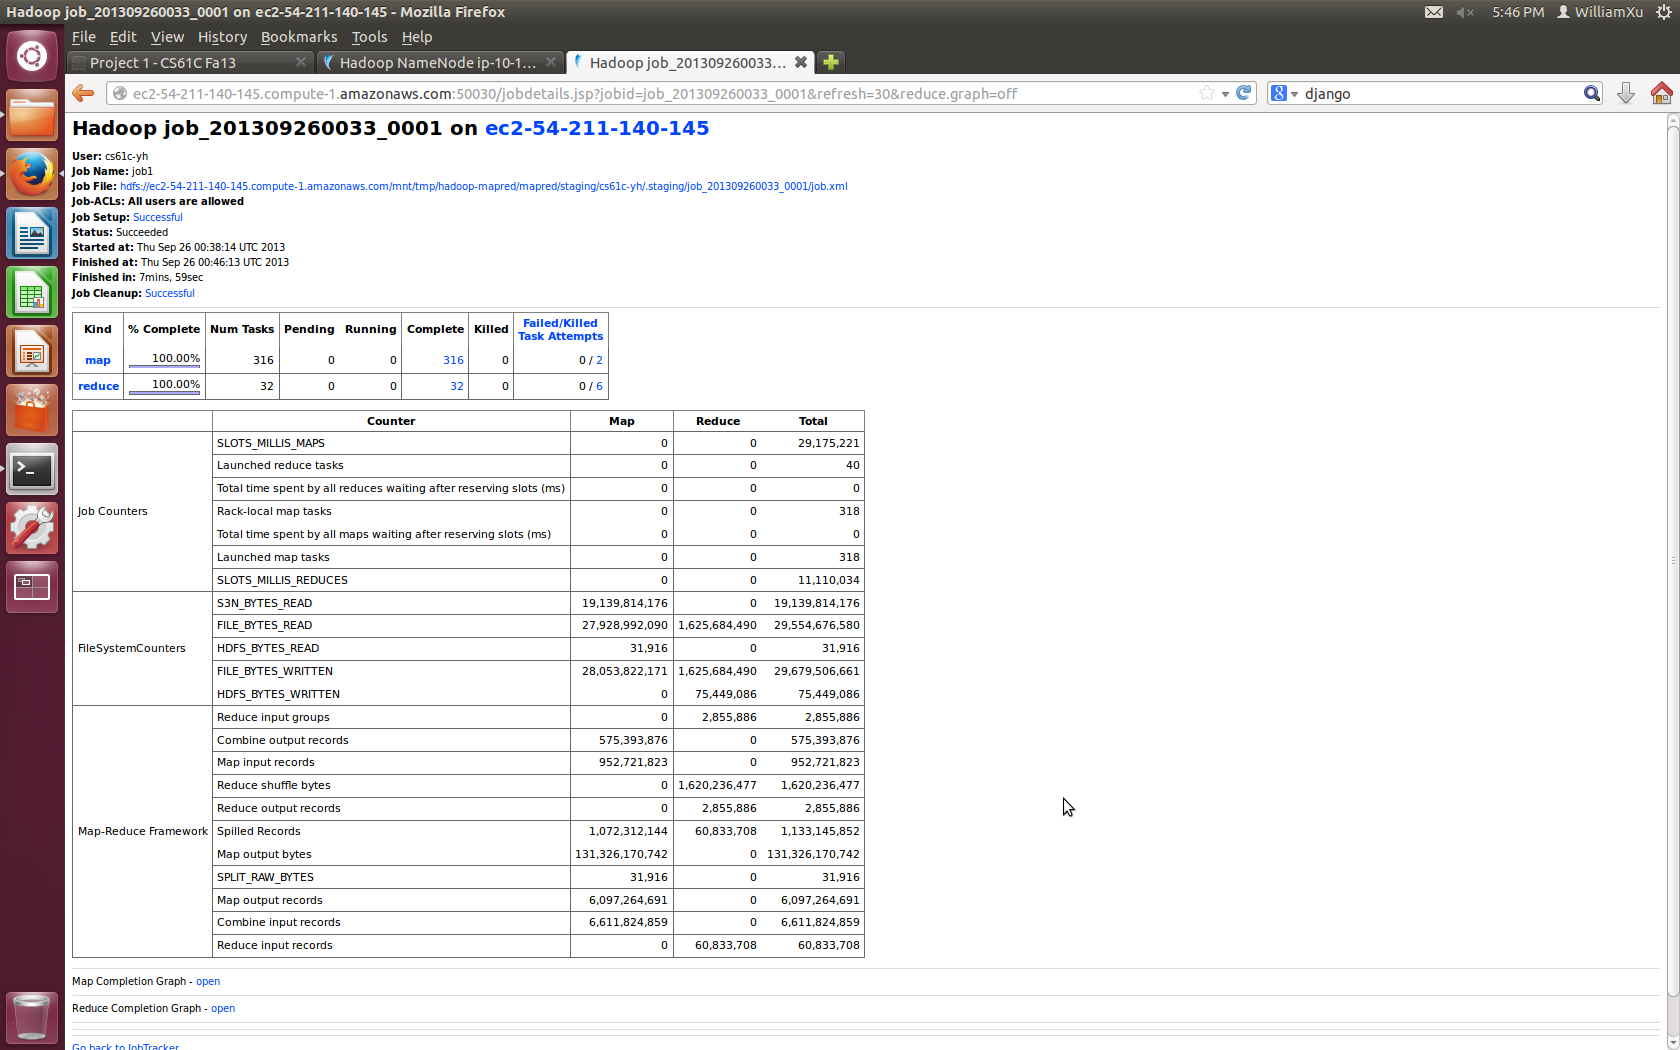 Hadoop job_201309260033_0001 on ec2-54-211-140-145 - Mozilla Firefox 5:46 PM WilliamXu
File Edit View History Bookmarks Tools Help
Project 1 - CS61C Fa13 Hadoop NameNode ip-10-1... Hadoop job_201309260033...
ec2-54-211-140-145.compute-1.amazonaws.com:50030/jobdetails.jsp?jobid=job_201309260033_0001&refresh=30&reduce.graph=off 8 django
Hadoop job_201309260033_0001 on ec2-54-211-140-145
User: cs61c-yh
Job Name: job1
Job File: hdfs://ec2-54-211-140-145.compute-1.amazonaws.com/mnt/tmp/hadoop-mapred/mapred/staging/cs61c-yh/.staging/job_201309260033_0001/job.xml
Job-ACLs: All users are allowed
Job Setup: Successful
Status: Succeeded
Started at: Thu Sep 26 00:38:14 UTC 2013
Finished at: Thu Sep 26 00:46:13 UTC 2013
Finished in: 7mins, 59sec
Job Cleanup: Successful
Kind % Complete Num Tasks Pending Running Complete Killed Failed/Killed
Task Attempts
map 100.00% 316 0 0 316 0 0 / 2
reduce 100.00% 32 0 0 32 0 0 / 6
Counter Map Reduce Total
SLOTS_MILLIS_MAPS 0 0 29,175,221
Launched reduce tasks 0 0 40
Total time spent by all reduces waiting after reserving slots (ms) 0 0 0
Job Counters Rack-local map tasks 0 0 318
Total time spent by all maps waiting after reserving slots (ms) 0 0 0
Launched map tasks 0 0 318
SLOTS_MILLIS_REDUCES 0 0 11,110,034
S3N_BYTES_READ 19,139,814,176 0 19,139,814,176
FILE_BYTES_READ 27,928,992,090 1,625,684,490 29,554,676,580
FileSystemCounters HDFS_BYTES_READ 31,916 0 31,916
FILE_BYTES_WRITTEN 28,053,822,171 1,625,684,490 29,679,506,661
HDFS_BYTES_WRITTEN 0 75,449,086 75,449,086
Reduce input groups 0 2,855,886 2,855,886
Combine output records 575,393,876 0 575,393,876
Map input records 952,721,823 0 952,721,823
Reduce shuffle bytes 0 1,620,236,477 1,620,236,477
Reduce output records 0 2,855,886 2,855,886
Map-Reduce Framework Spilled Records 1,072,312,144 60,833,708 1,133,145,852
Map output bytes 131,326,170,742 0 131,326,170,742
SPLIT_RAW_BYTES 31,916 0 31,916
Map output records 6,097,264,691 0 6,097,264,691
Combine input records 6,611,824,859 0 6,611,824,859
Reduce input records 0 60,833,708 60,833,708
Map Completion Graph - open
Reduce Completion Graph - open
Go back to JobTracker